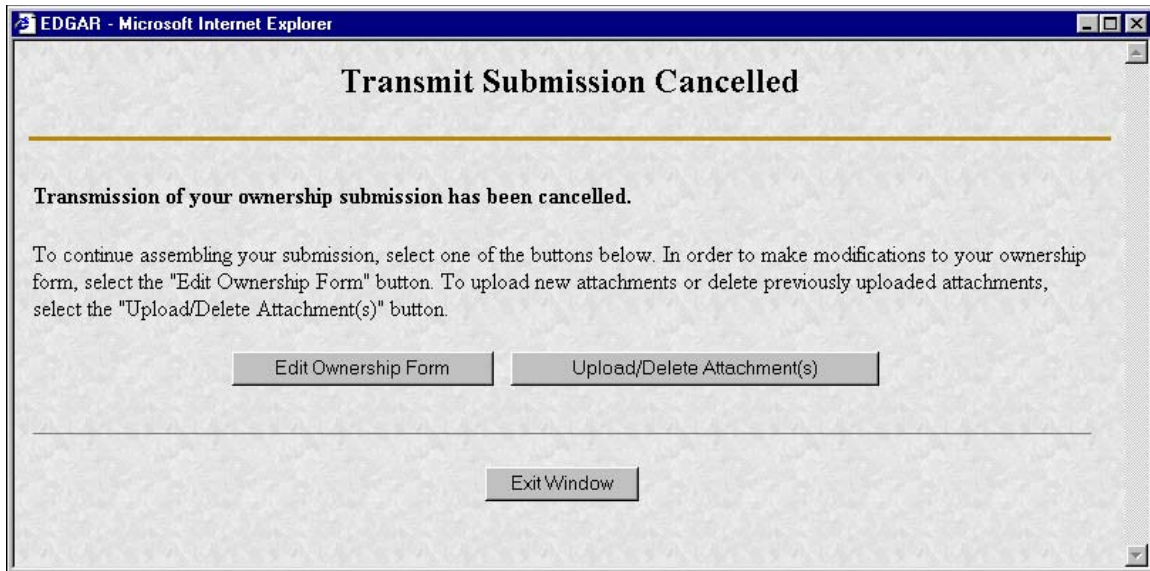 EDGAR - Microsoft Internet Explorer
Transmit Submission Cancelled
Transmission of your ownership submission has been cancelled.
To continue assembling your submission, select one of the buttons below. In order to make modifications to your ownership
form, select the "Edit Ownership Form" button. To upload new attachments or delete previously uploaded attachments,
select the "Upload/Delete Attachment(s)" button.
Edit Ownership Form
Upload/Delete Attachment(s)
Exit Window